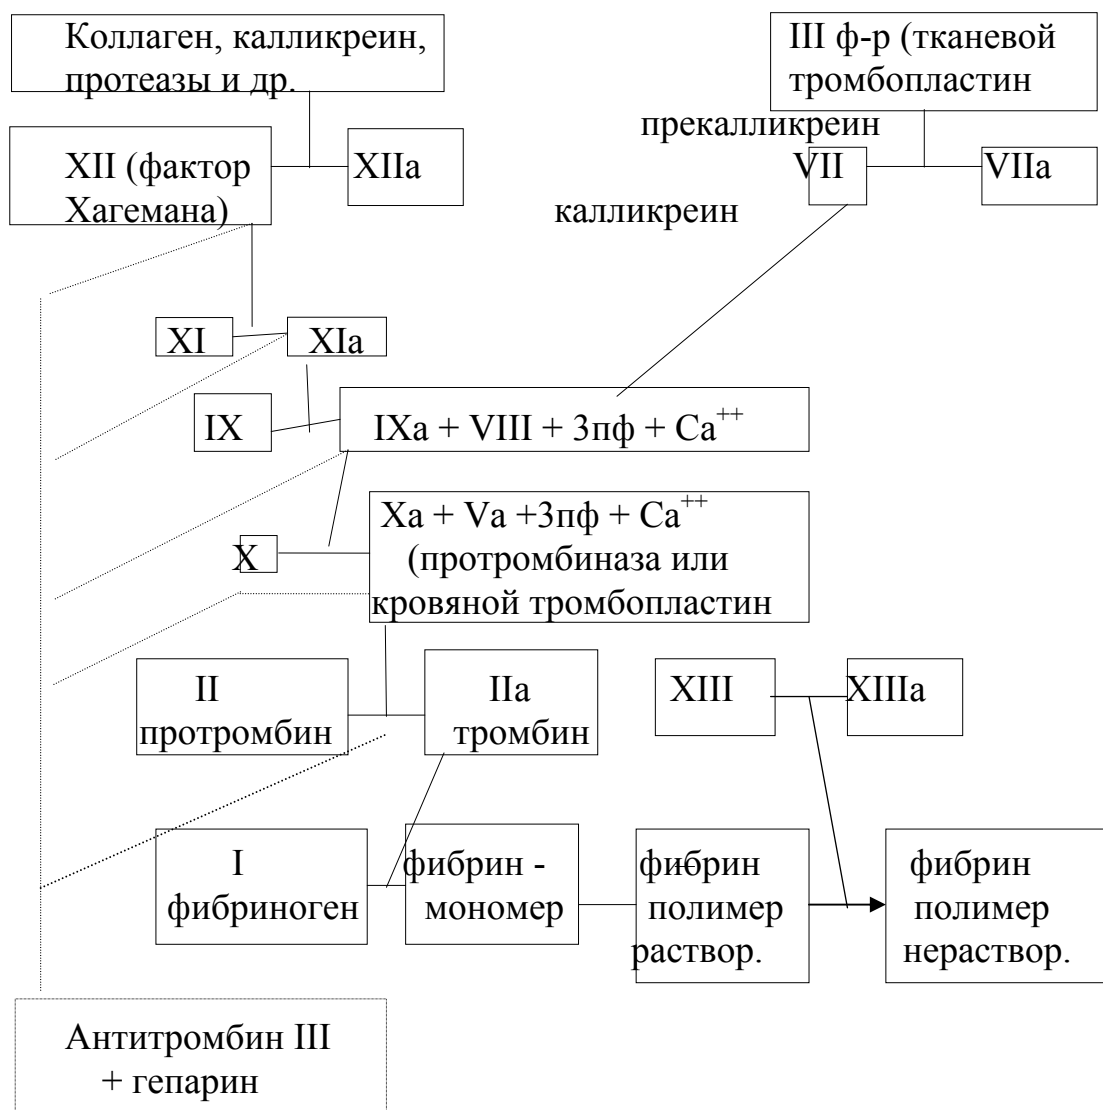 Коллаген, калликреин,
протеазы и др.
III ф-р (тканевой
тромбопластин
прекалликреин
XII (фактор
Хагемана)
XIIa
VII
VIIa
калликреин
XI
XIa
IX
IXa + VIII + 3пф + Ca⁺⁺
X
Xa + Va +3пф + Ca⁺⁺
(протромбиназа или
кровяной тромбопластин
II
протромбин
IIa
тромбин
XIII
XIIIa
I
фибриноген
фибрин -
мономер
фибрин
полимер
раствор.
фибрин
полимер
нераствор.
Антитромбин III
+ гепарин